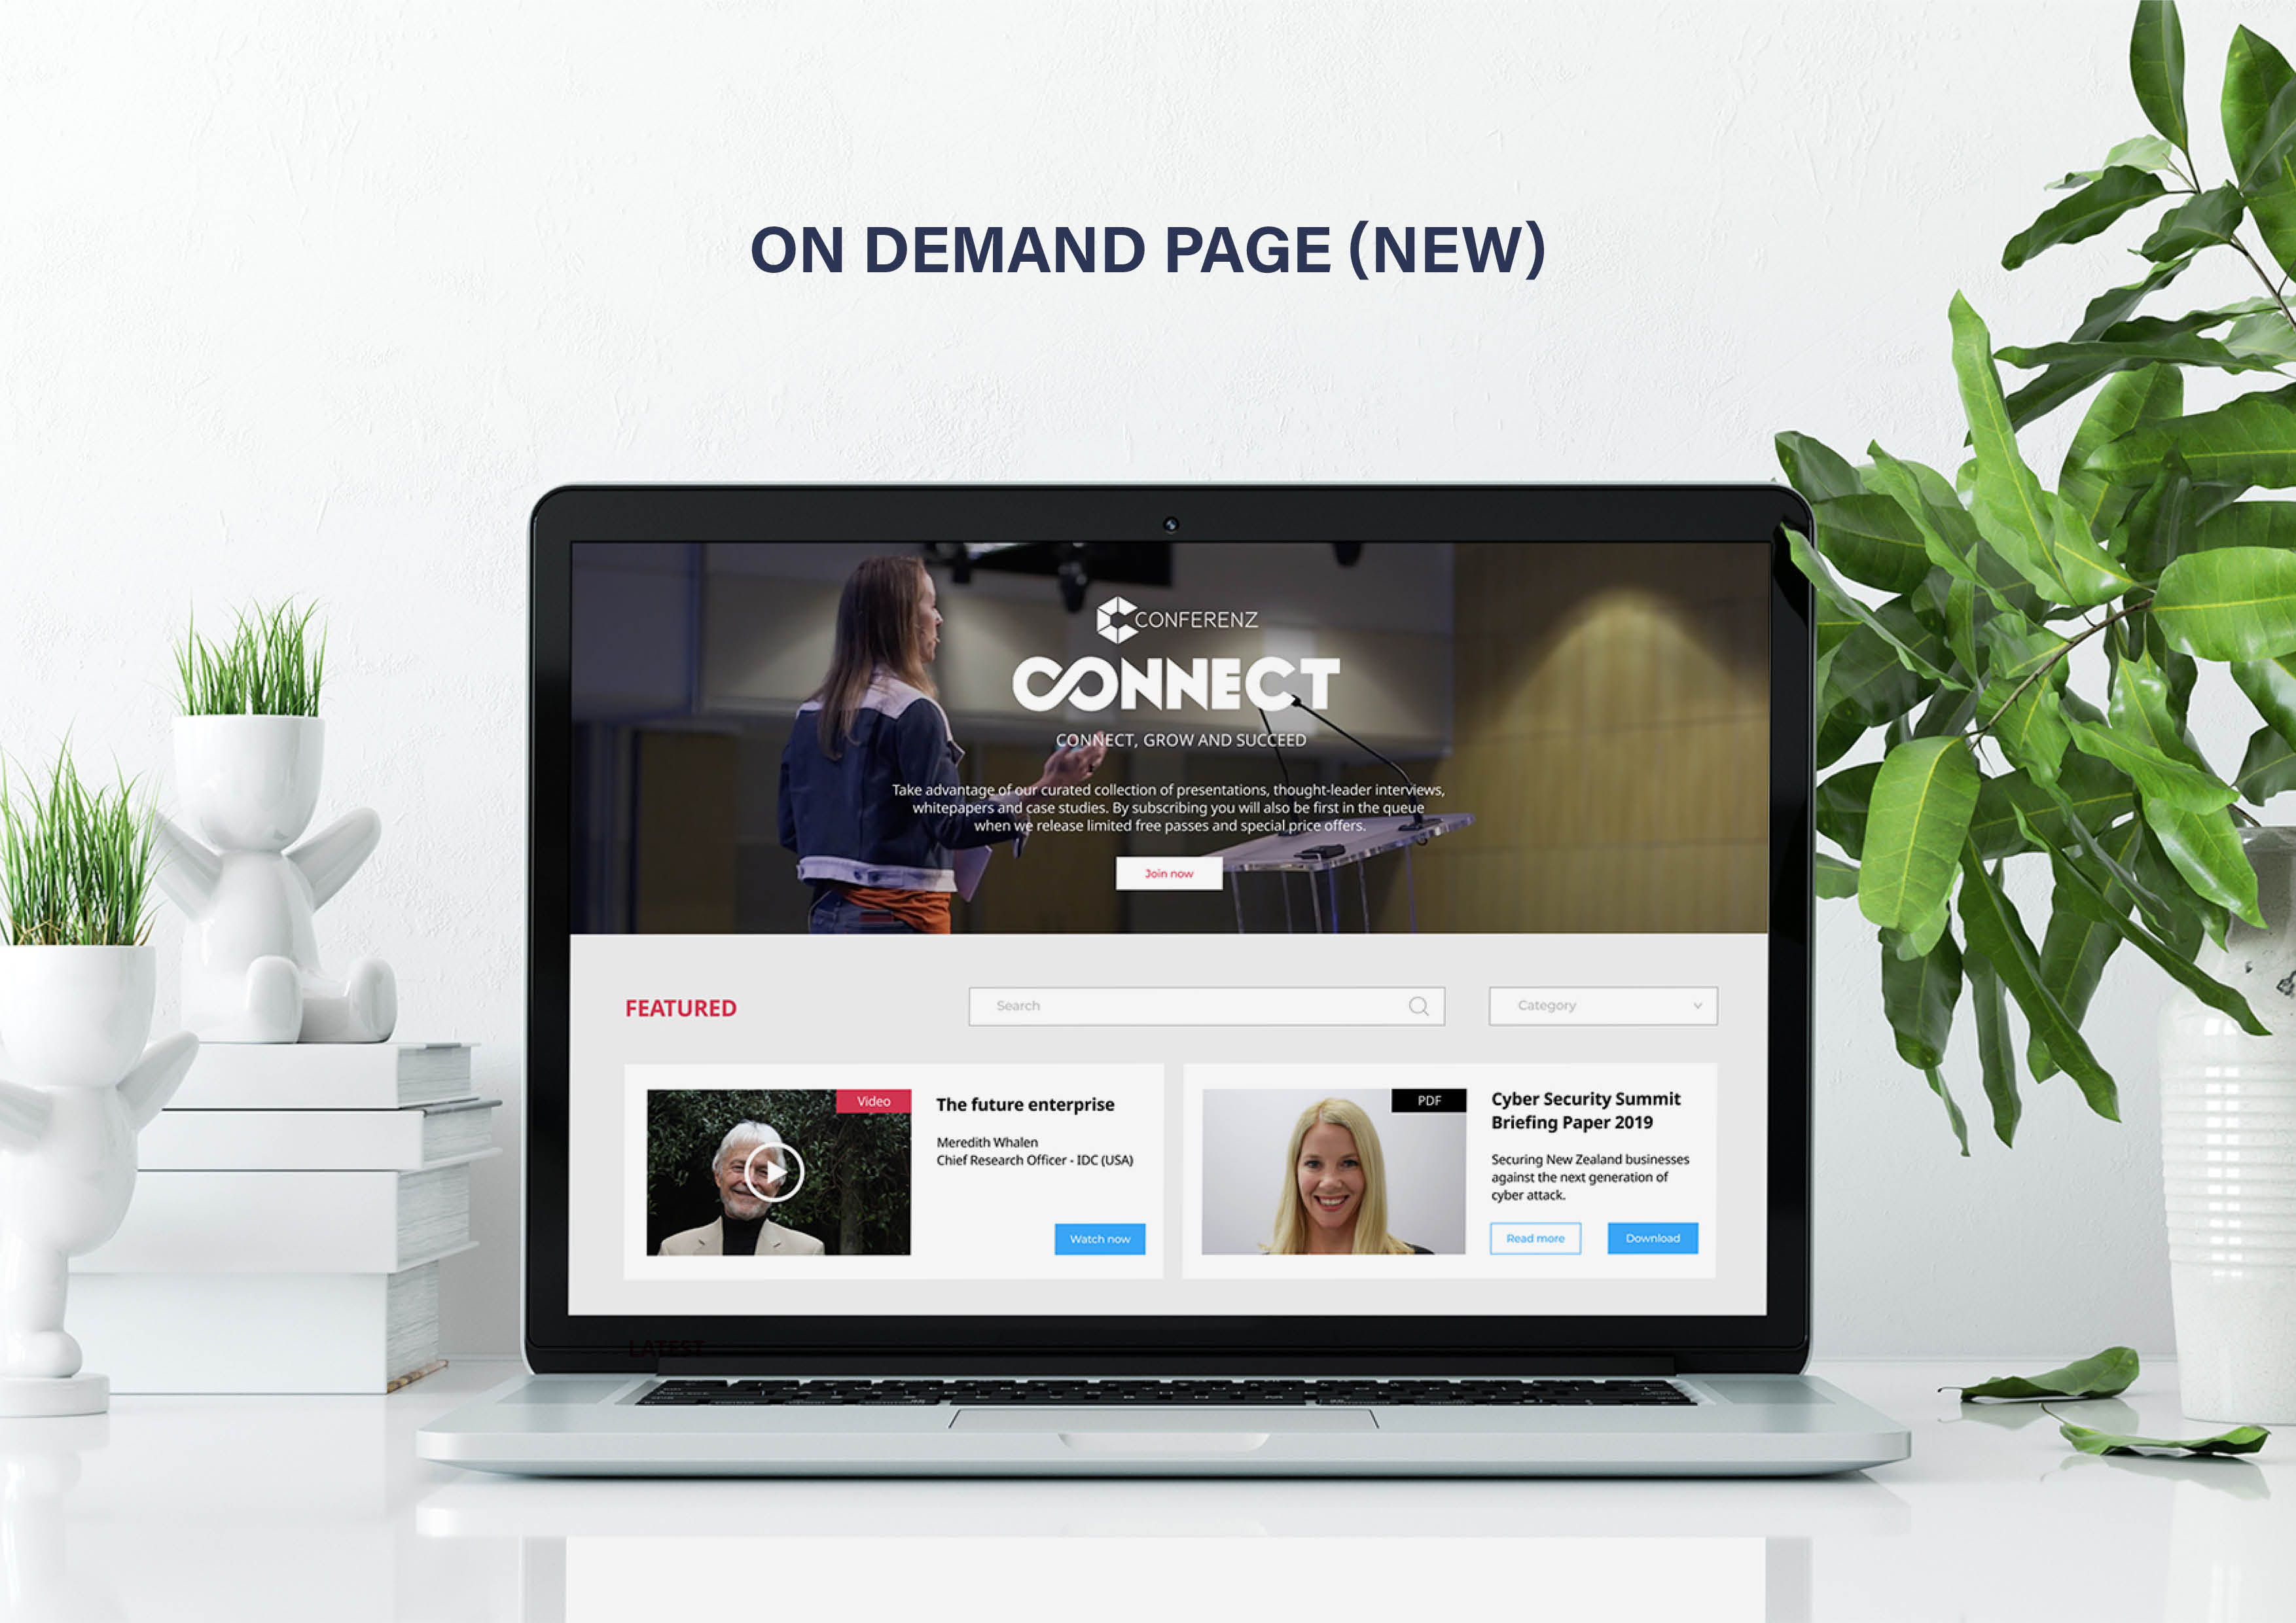 ON DEMAND PAGE (NEW)
CONFERENZ
CONNECT
CONNECT, GROW AND SUCCEED
Take advantage of our curated collection of presentations, thought-leader interviews,
whitepapers and case studies. By subscribing you will also be first in the queue
when we release limited free passes and special price offers.
Join now
FEATURED
Search
Category
Video
The future enterprise
Meredith Whalen
Chief Research Officer - IDC (USA)
Watch now
PDF
Cyber Security Summit
Briefing Paper 2019
Securing New Zealand businesses
against the next generation of
cyber attack.
Read more
Download
LATEST